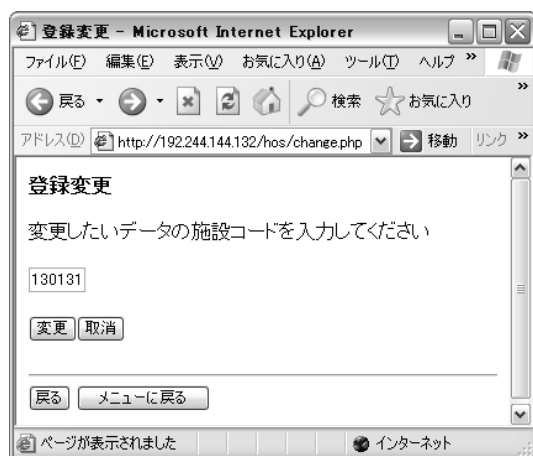 登録変更 - Microsoft Internet Explorer
ファイル(F) 編集(E) 表示(V) お気に入り(A) ツール(T) ヘルプ »
戻る 検索 お気に入り »
アドレス(D) http://192.244.144.132/hos/change.php 移動 リンク »
登録変更
変更したいデータの施設コードを入力してください
130131
変更 取消
戻る メニューに戻る
ページが表示されました インターネット